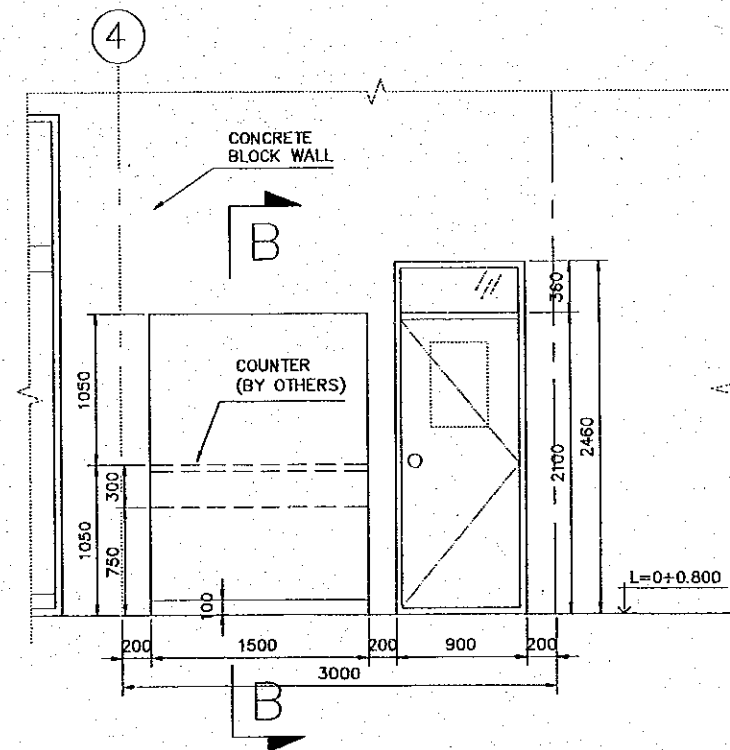 4
CONCRETE
BLOCK WALL
B
360
1050
COUNTER
(BY OTHERS)
2460
2100
300
1050
750
100
L=0+0.800
200
1500
200
900
200
3000
B